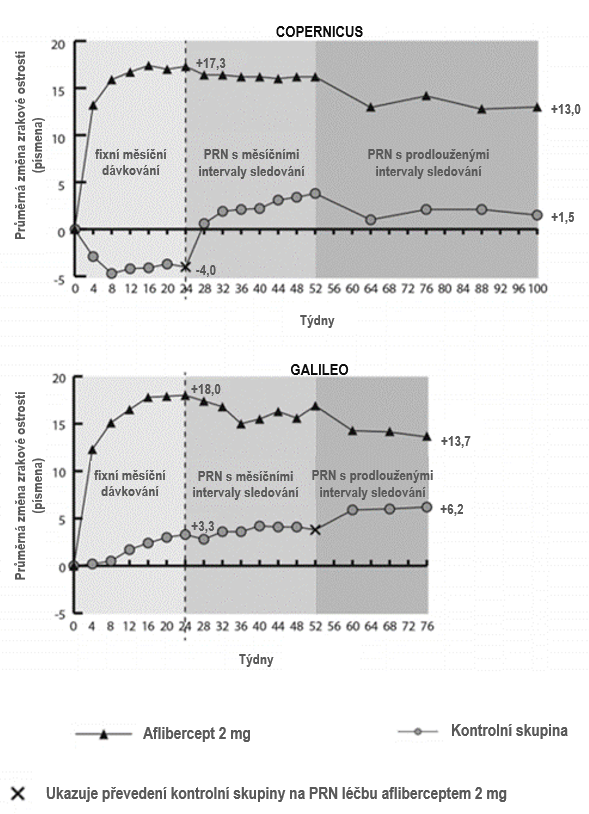 COPERNICUS
Průměrná změna zrakové ostrosti
(písmena)
20
15
10
5
0
-5
+17,3
+13,0
fixní měsíční
dávkování
PRN s měsíčními
intervaly sledování
PRN s prodlouženými
intervaly sledování
+1,5
-4,0
0 4 8 12 16 20 24 28 32 36 40 44 48 52 56 60 64 68 72 76 80 84 88 92 96 100
Týdny
GALILEO
Průměrná změna zrakové ostrosti
(písmena)
20
15
10
5
0
-5
+18,0
+13,7
fixní měsíční
dávkování
PRN s měsíčními
intervaly sledování
PRN s prodlouženými
intervaly sledování
+3,3
+6,2
0 4 8 12 16 20 24 28 32 36 40 44 48 52 56 60 64 68 72 76
Týdny
Aflibercept 2 mg
Kontrolní skupina
Ukazuje převedení kontrolní skupiny na PRN léčbu afliberceptem 2 mg